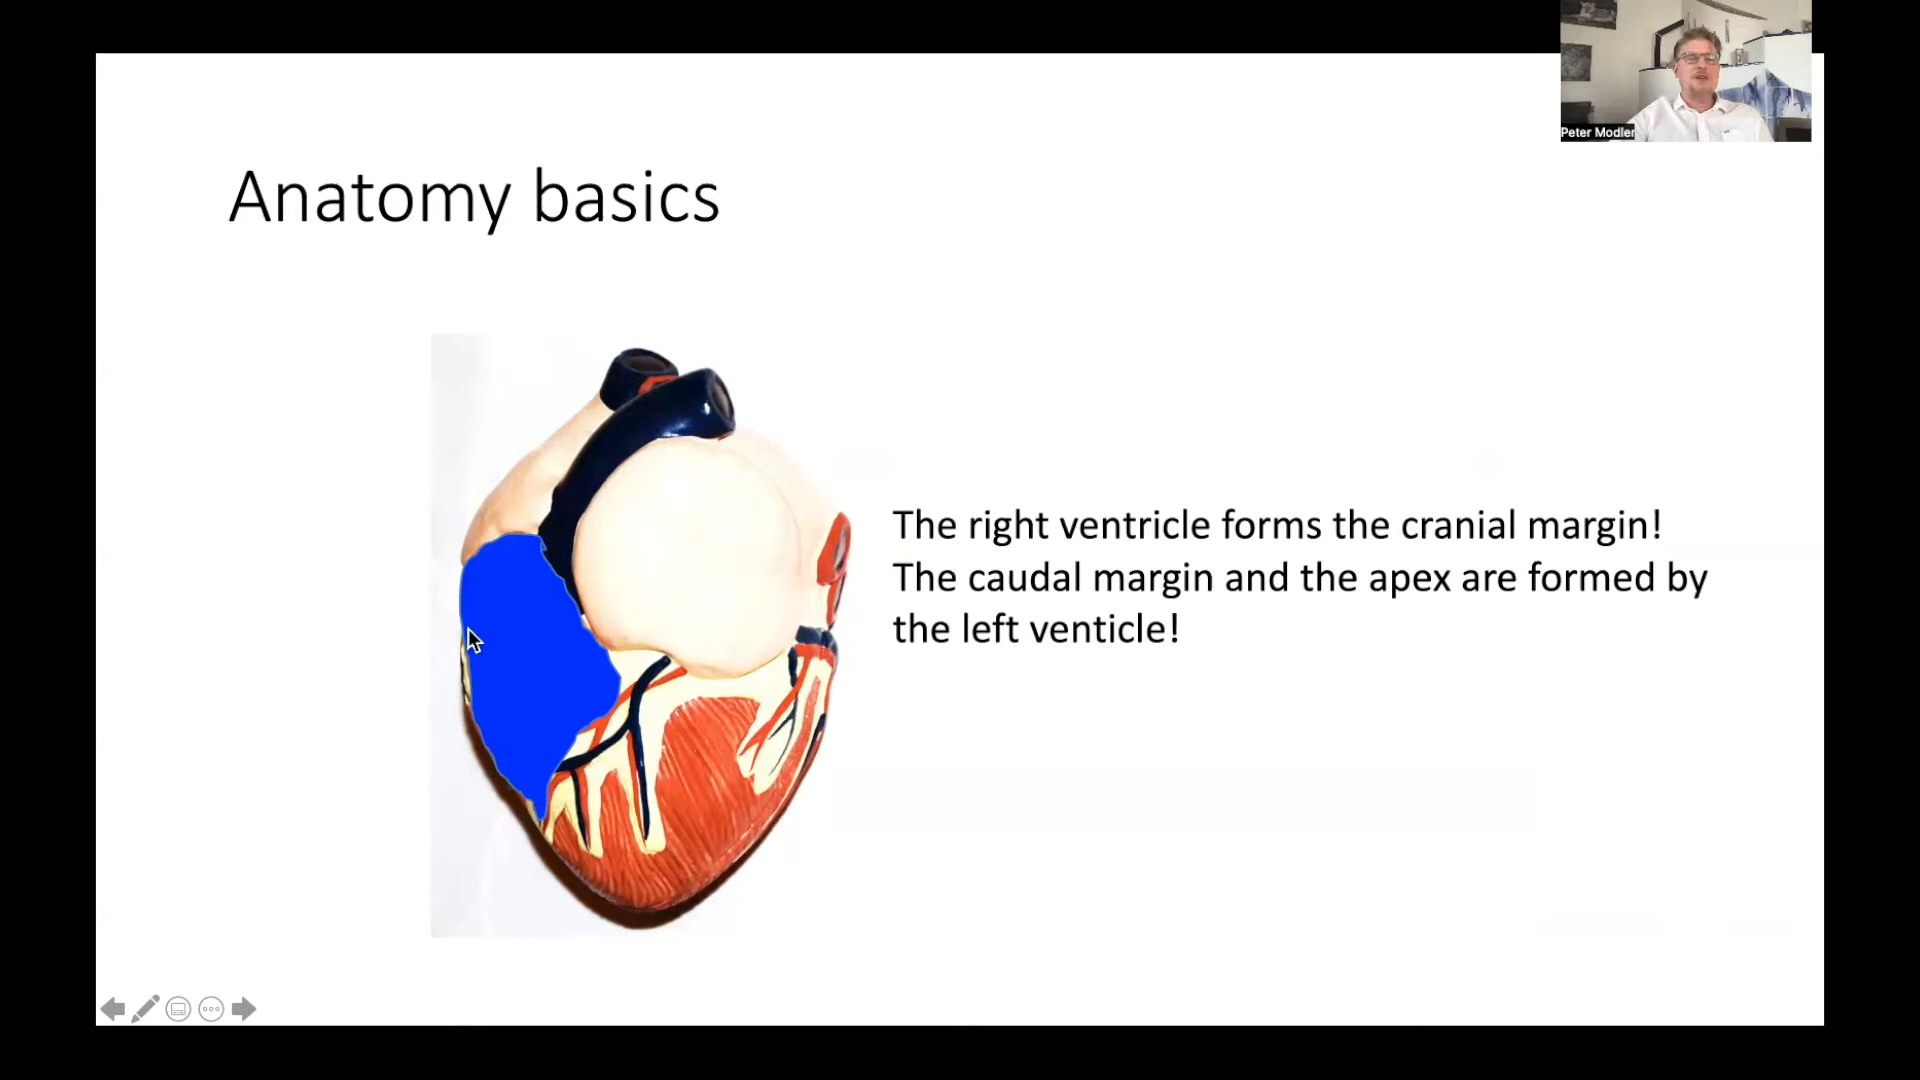 Peter Modler
Anatomy basics
The right ventricle forms the cranial margin!
The caudal margin and the apex are formed by
the left venticle!